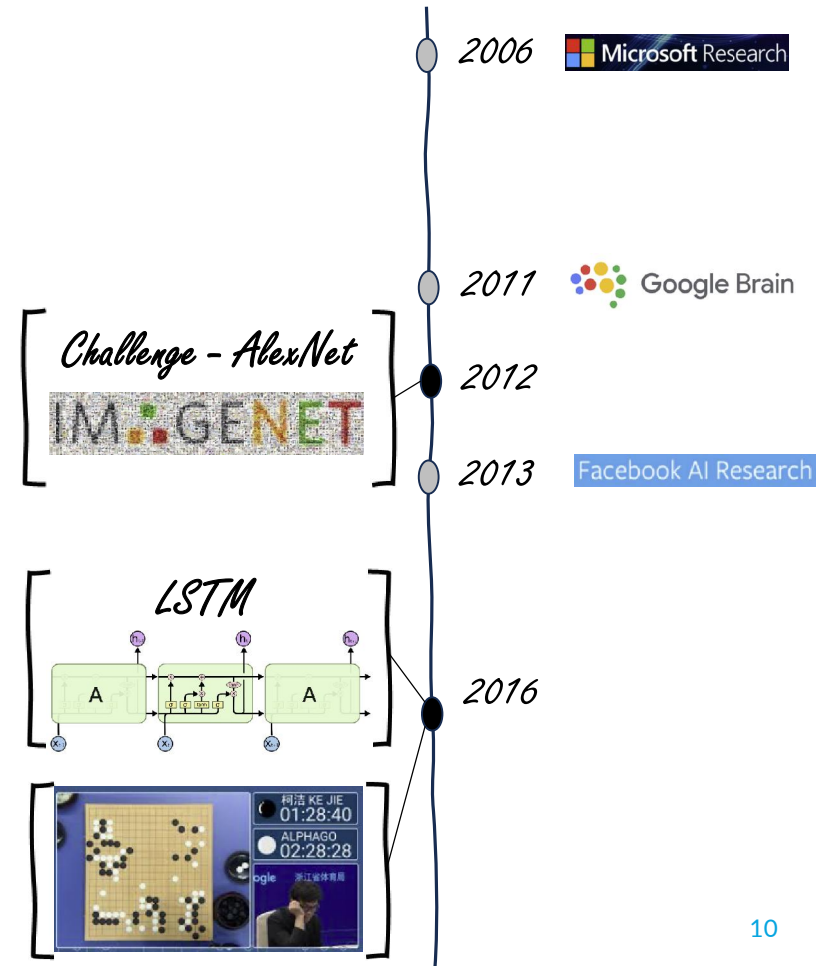 2006
Microsoft Research
2011
Google Brain
Challenge - AlexNet
IMAGENET
2012
2013
Facebook AI Research
LSTM
A
A
2016
柯洁 KE JIE
01:28:40
ALPHAGO
02:28:28
ogle 浙江省体育局
10